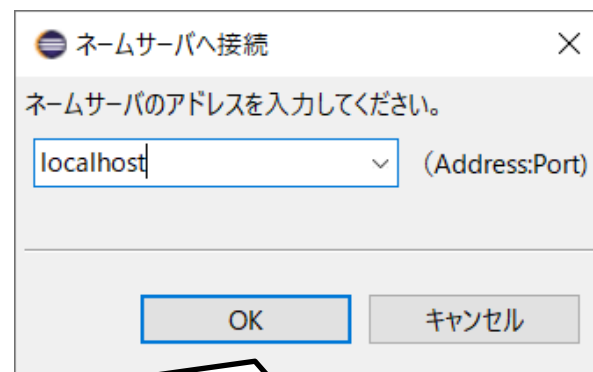 ネームサーバへ接続
ネームサーバのアドレスを入力してください。
localhost (Address:Port)
OK キャンセル